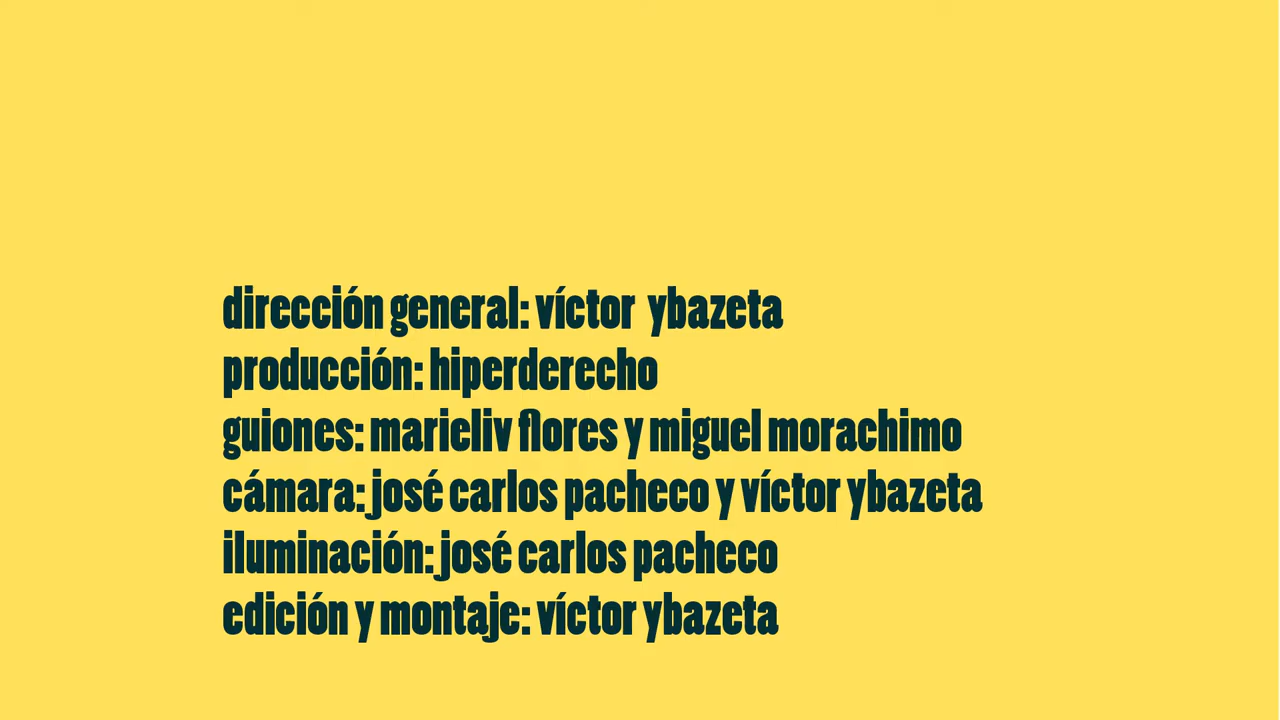 dirección general: víctor ybazeta
producción: hiperderecho
guiones: marieliv flores y miguel morachimo
cámara: josé carlos pacheco y víctor ybazeta
iluminación: josé carlos pacheco
edición y montaje: víctor ybazeta